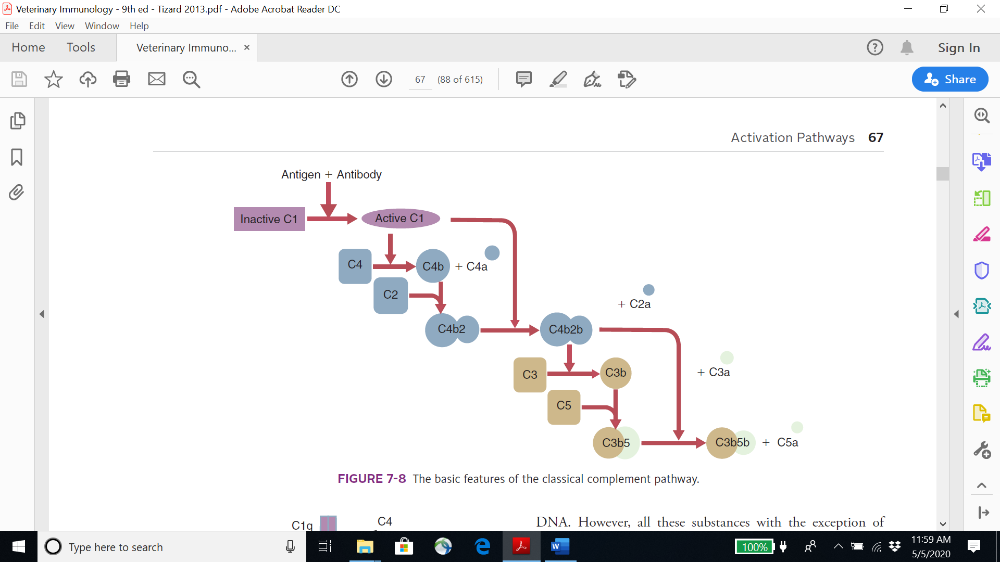 Veterinary Immunology - 9th ed - Tizard 2013.pdf - Adobe Acrobat Reader DC
File Edit View Window Help
Home Tools Veterinary Immuno... × ? Sign In
67 (88 of 615) Share
Activation Pathways 67
Antigen + Antibody
Inactive C1 Active C1
C4 C4b + C4a
C2
+ C2a
C4b2 C4b2b
C3 C3b + C3a
C5
C3b5 C3b5b + C5a
FIGURE 7-8 The basic features of the classical complement pathway.
C1q C4
DNA. However, all these substances with the exception of
Type here to search
100%
11:59 AM
5/5/2020